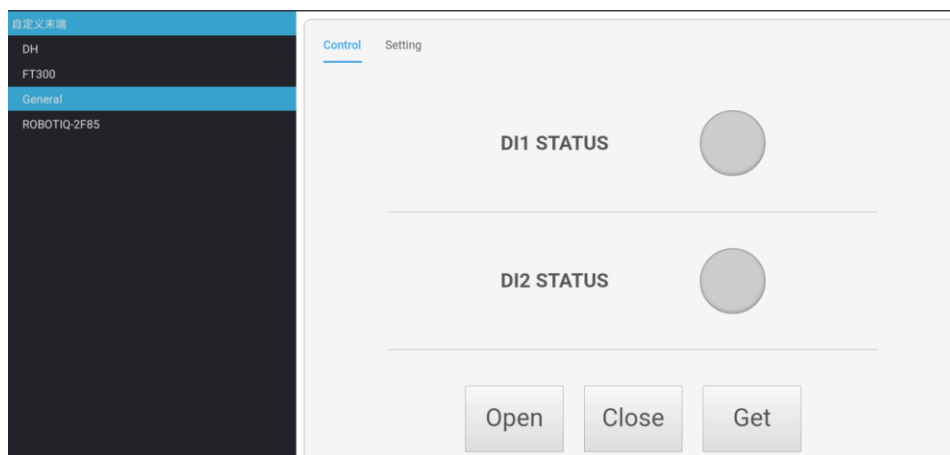 自定义末端
DH
FT300
General
ROBOTIQ-2F85
Control Setting
DI1 STATUS
DI2 STATUS
Open Close Get